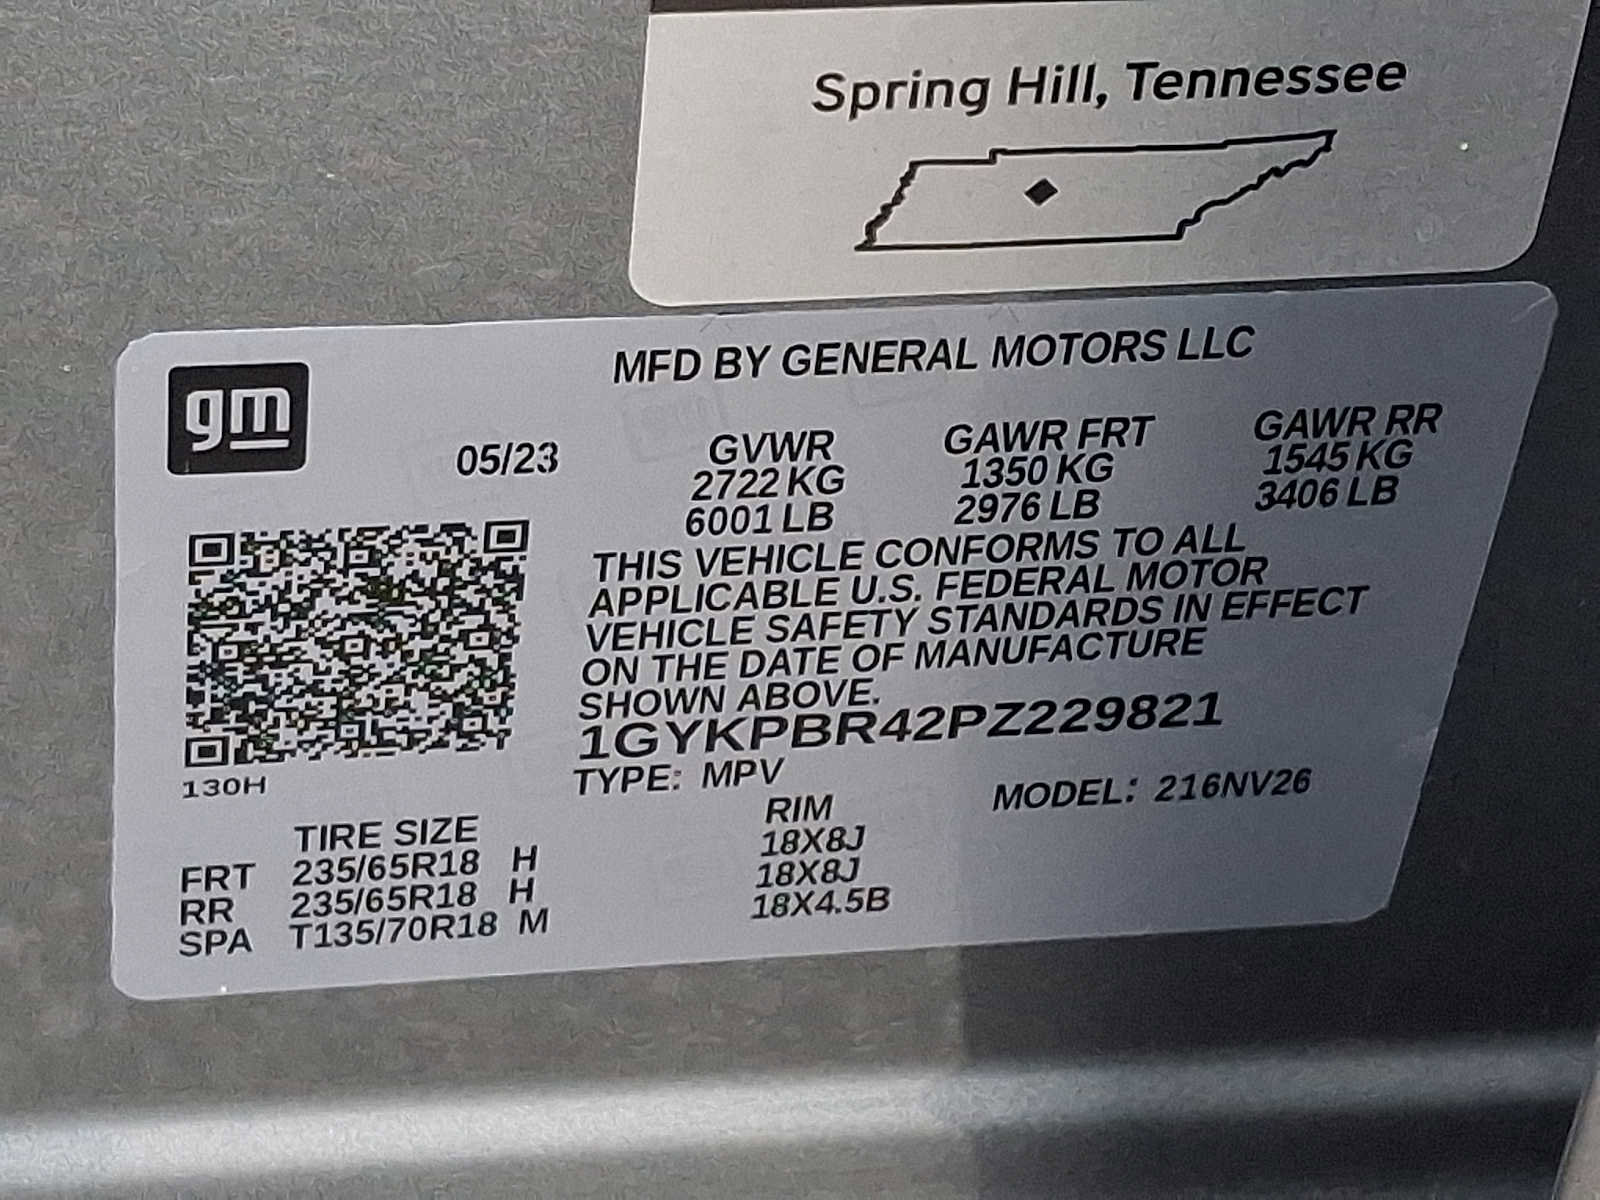 Spring Hill, Tennessee
gm
MFD BY GENERAL MOTORS LLC
05/23
GVWR GAWR FRT GAWR RR
2722 KG 1350 KG 1545 KG
6001 LB 2976 LB 3406 LB
THIS VEHICLE CONFORMS TO ALL
APPLICABLE U.S. FEDERAL MOTOR
VEHICLE SAFETY STANDARDS IN EFFECT
ON THE DATE OF MANUFACTURE
SHOWN ABOVE.
1GYKPBR42PZ229821
130H
TYPE: MPV MODEL: 216NV26
TIRE SIZE RIM
FRT 235/65R18 H 18X8J
RR 235/65R18 H 18X8J
SPA T135/70R18 M 18X4.5B